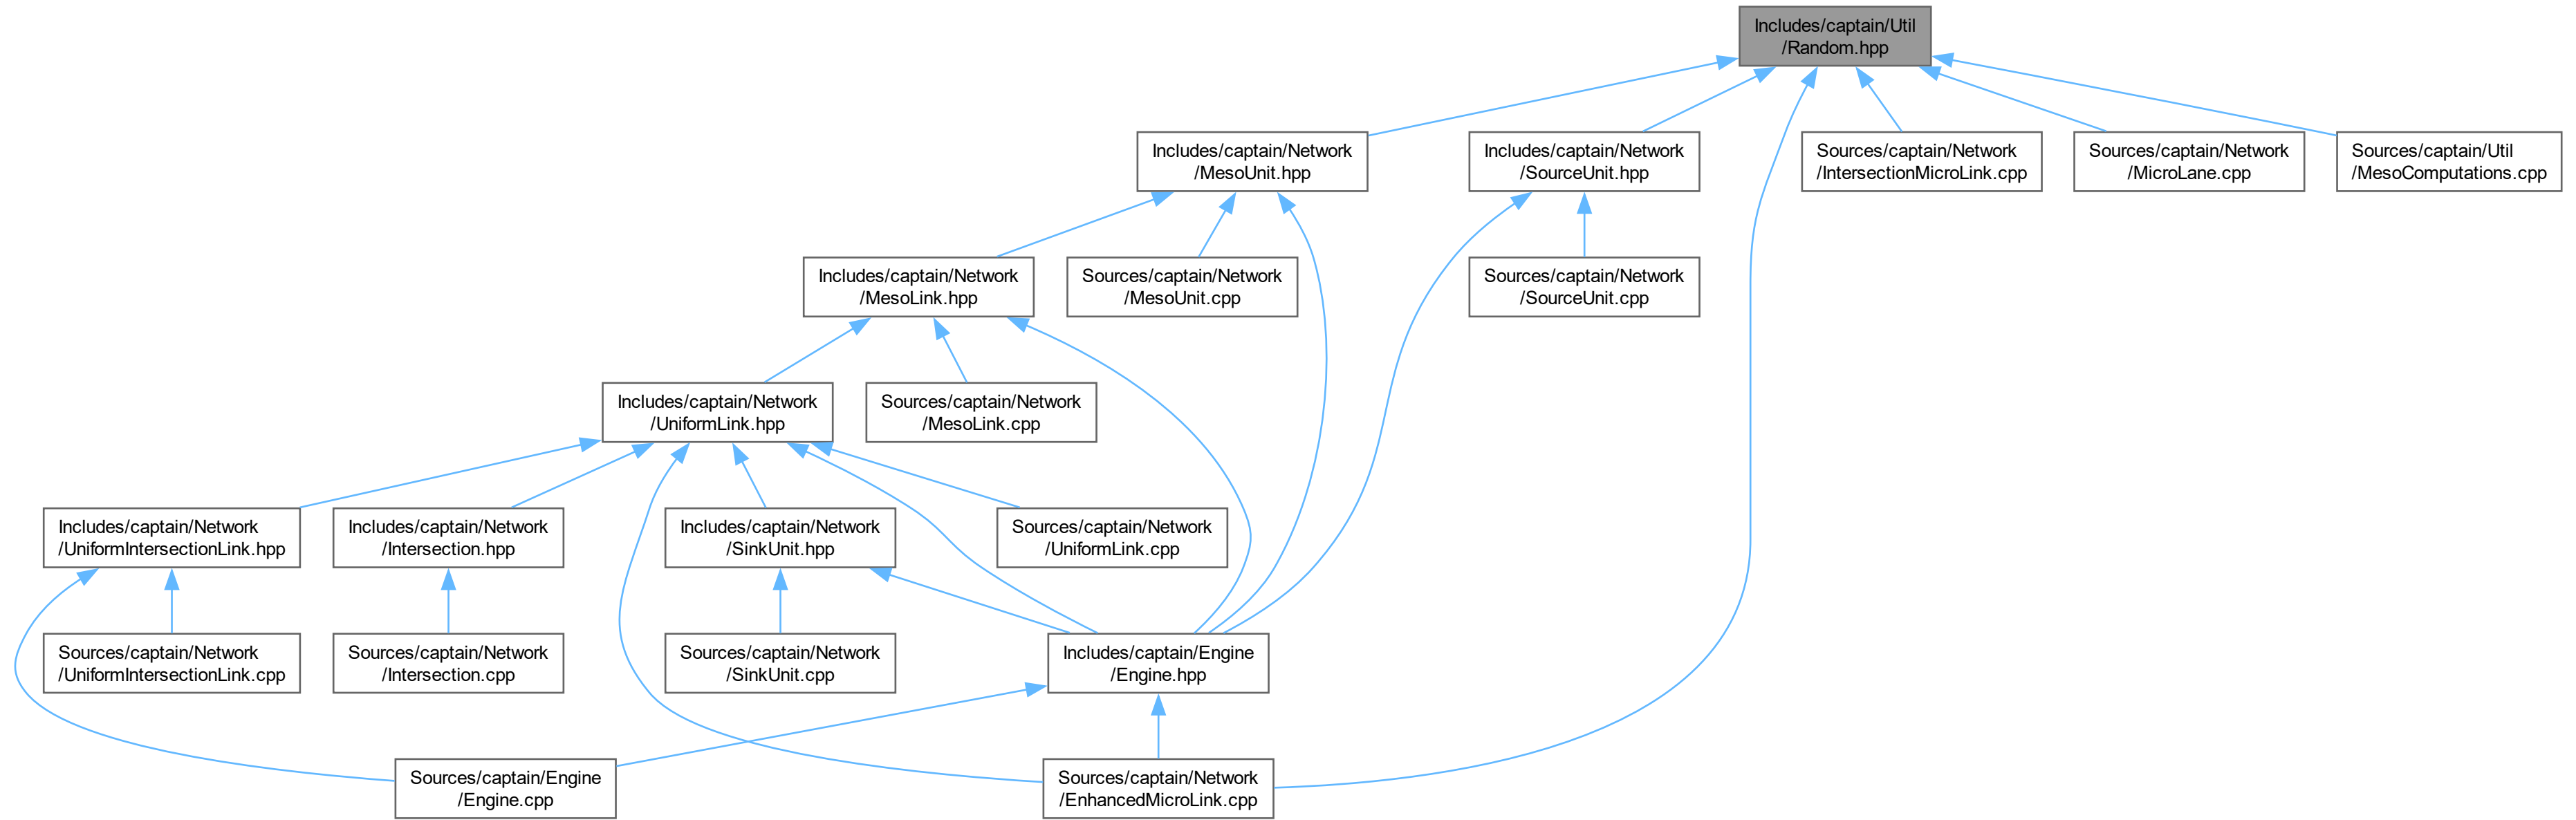 Includes/captain/Util
/Random.hpp
Includes/captain/Network
/MesoUnit.hpp
Includes/captain/Network
/SourceUnit.hpp
Sources/captain/Network
/IntersectionMicroLink.cpp
Sources/captain/Network
/MicroLane.cpp
Sources/captain/Util
/MesoComputations.cpp
Includes/captain/Network
/MesoLink.hpp
Sources/captain/Network
/MesoUnit.cpp
Sources/captain/Network
/SourceUnit.cpp
Includes/captain/Network
/UniformLink.hpp
Sources/captain/Network
/MesoLink.cpp
Includes/captain/Network
/UniformIntersectionLink.hpp
Includes/captain/Network
/Intersection.hpp
Includes/captain/Network
/SinkUnit.hpp
Sources/captain/Network
/UniformLink.cpp
Sources/captain/Network
/UniformIntersectionLink.cpp
Sources/captain/Network
/Intersection.cpp
Sources/captain/Network
/SinkUnit.cpp
Includes/captain/Engine
/Engine.hpp
Sources/captain/Engine
/Engine.cpp
Sources/captain/Network
/EnhancedMicroLink.cpp